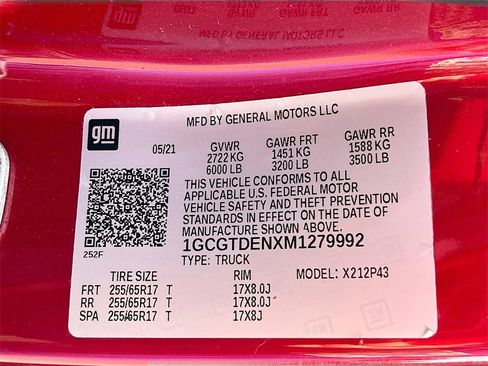 MFD BY GENERAL MOTORS LLC
gm
05/21 GVWR GAWR FRT GAWR RR
2722 KG 1451 KG 1588 KG
6000 LB 3200 LB 3500 LB
THIS VEHICLE CONFORMS TO ALL
APPLICABLE U.S. FEDERAL MOTOR
VEHICLE SAFETY AND THEFT PREVENTION
STANDARDS IN EFFECT ON THE DATE OF
MANUFACTURE SHOWN ABOVE.
252F 1GCGTDENXM1279992
TYPE: TRUCK
TIRE SIZE RIM MODEL: X212P43
FRT 255/65R17 T 17X8.0J
RR 255/65R17 T 17X8.0J
SPA 255/65R17 T 17X8J